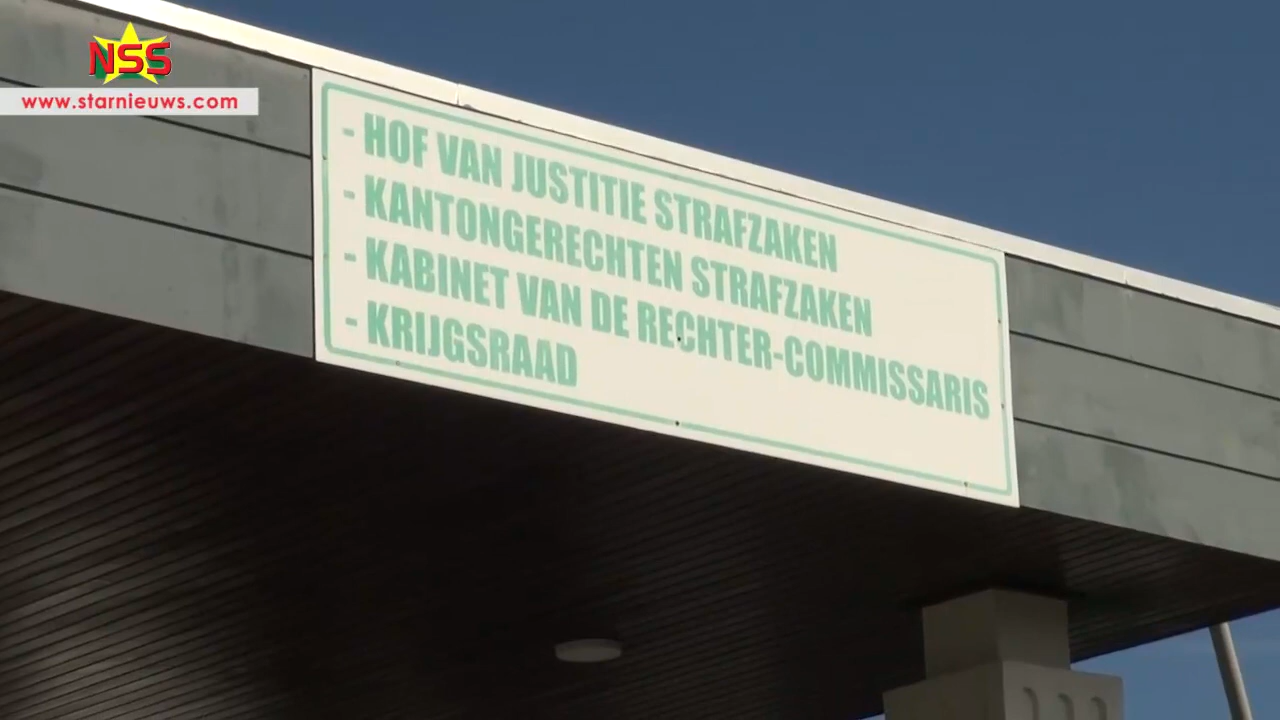 NSS
www.starnieuws.com
- HOF VAN JUSTITIE STRAFZAKEN
- KANTONGERECHTEN STRAFZAKEN
- KABINET VAN DE RECHTER-COMMISSARIS
- KRIJGSRAAD